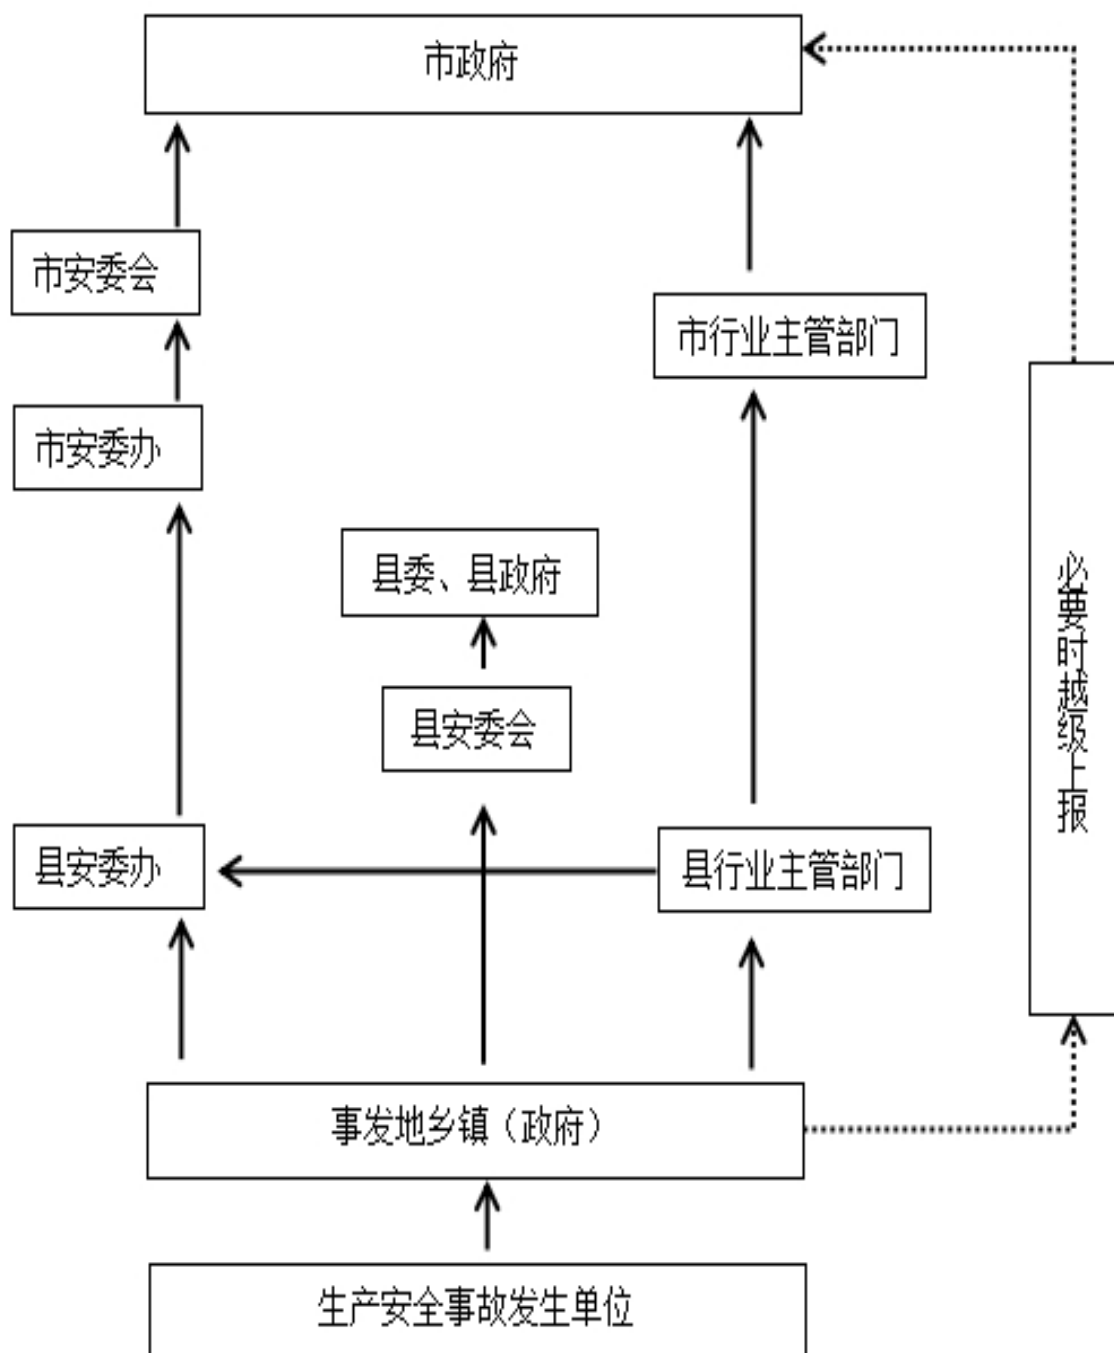 市政府
市安委会
市行业主管部门
市安委办
县委、县政府
必要时越级上报
县安委会
县安委办
县行业主管部门
事发地乡镇（政府）
生产安全事故发生单位